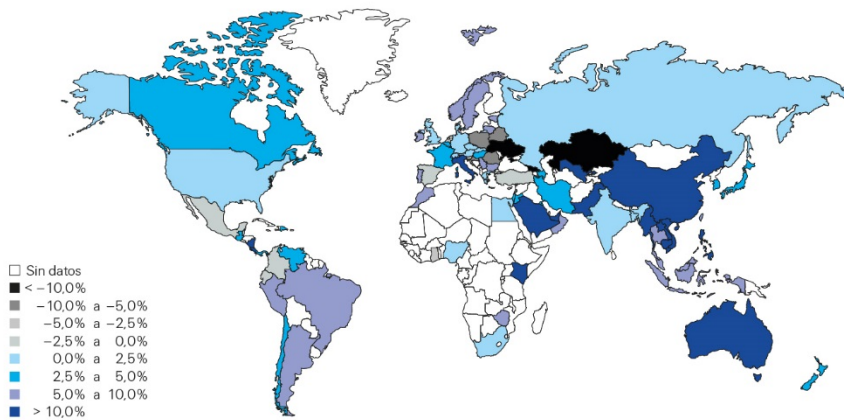 Sin datos
< −10,0%
−10,0% a −5,0%
−5,0% a −2,5%
−2,5% a 0,0%
0,0% a 2,5%
2,5% a 5,0%
5,0% a 10,0%
> 10,0%